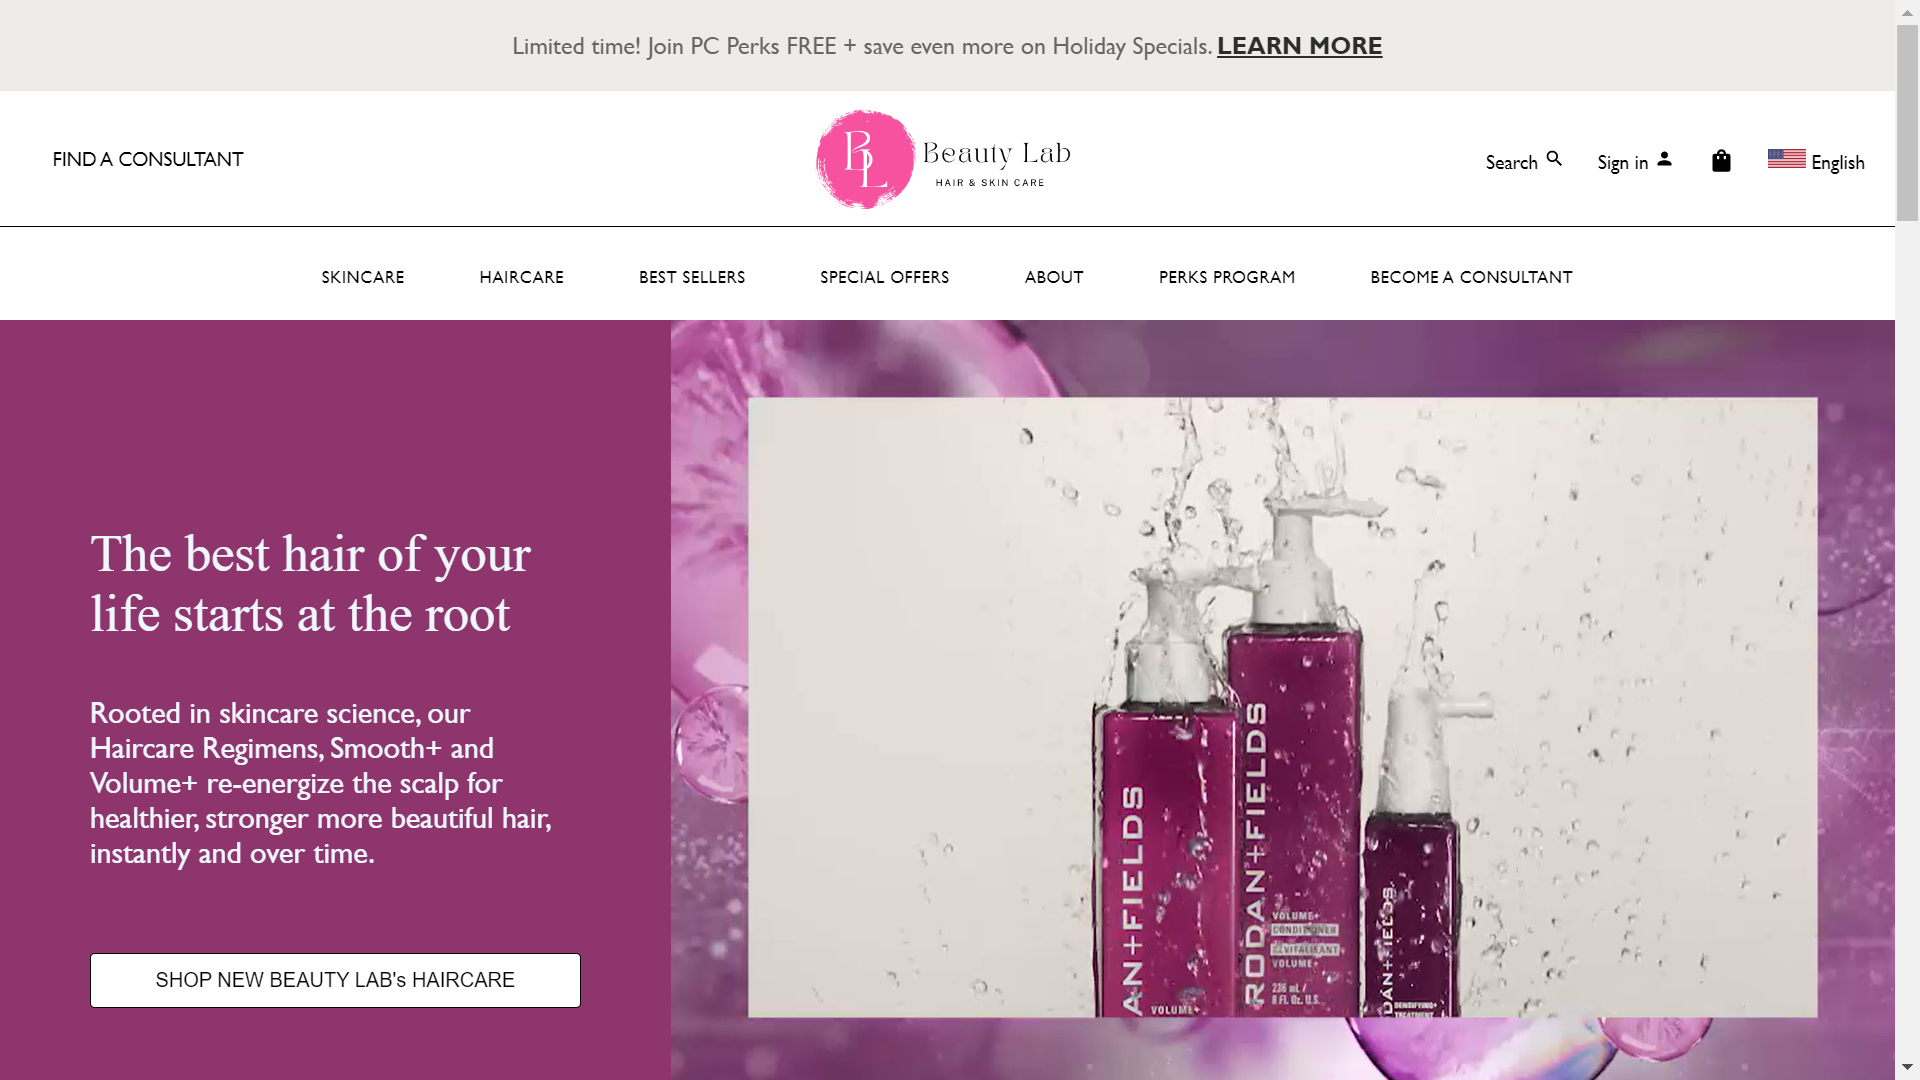 Limited time! Join PC Perks FREE + save even more on Holiday Specials. LEARN MORE
FIND A CONSULTANT
BL
Beauty Lab
HAIR & SKIN CARE
Search
Sign in
English
SKINCARE
HAIRCARE
BEST SELLERS
SPECIAL OFFERS
ABOUT
PERKS PROGRAM
BECOME A CONSULTANT
The best hair of your
life starts at the root
Rooted in skincare science, our
Haircare Regimens, Smooth+ and
Volume+ re-energize the scalp for
healthier, stronger more beautiful hair,
instantly and over time.
SHOP NEW BEAUTY LAB's HAIRCARE
AN+FIELDS
VOLUME+
RODAN+FIELDS
VOLUME+
CONDITIONER
REVITALISANT
VOLUME+
236 mL /
8 Fl. Oz. U.S.
DAN+FIELDS
DENSIFYING+
TREATMENT